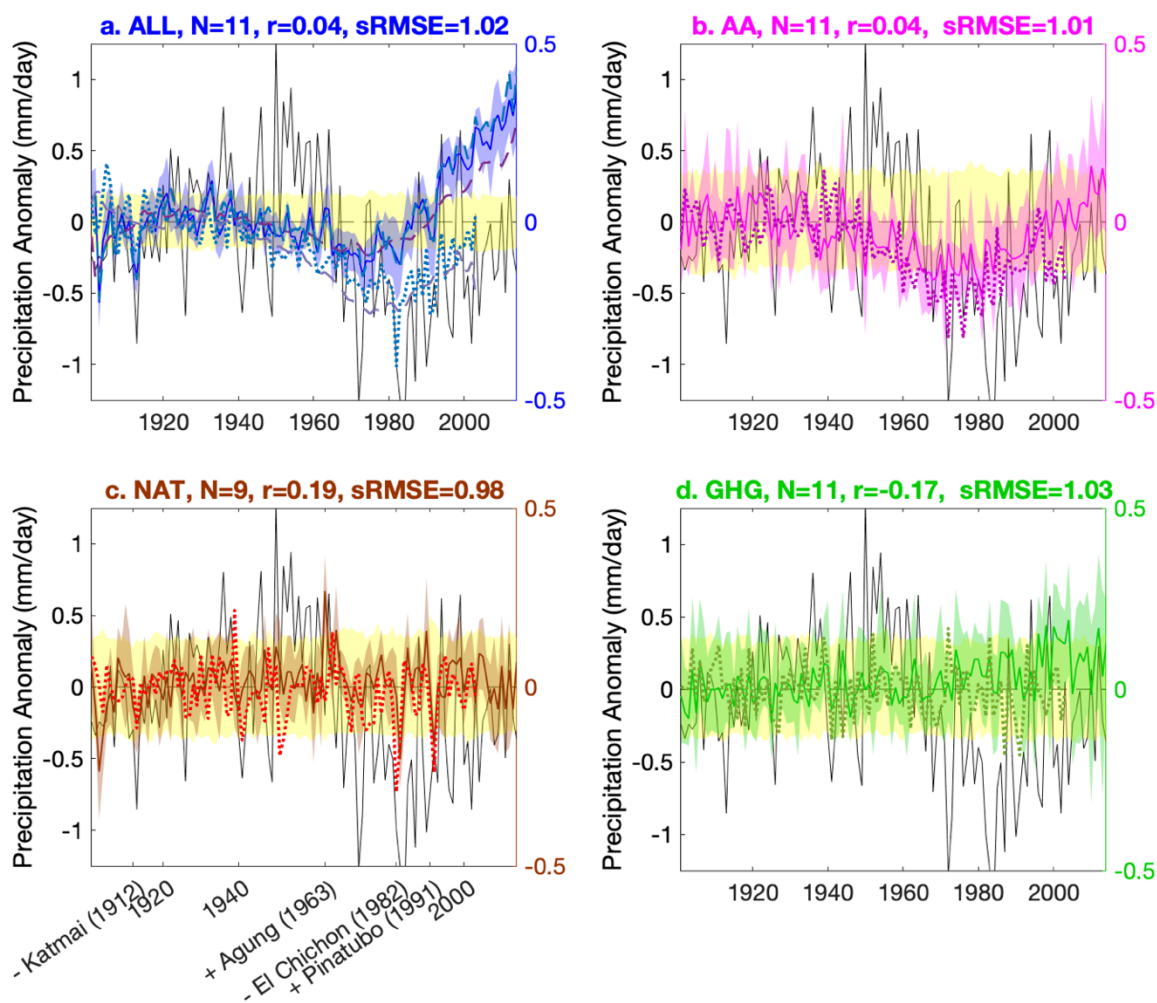 a. ALL, N=11, r=0.04, sRMSE=1.02
Precipitation Anomaly (mm/day)
1
0.5
0
-0.5
-1
0.5
0
-0.5
1920 1940 1960 1980 2000
b. AA, N=11, r=0.04, sRMSE=1.01
Precipitation Anomaly (mm/day)
1
0.5
0
-0.5
-1
0.5
0
-0.5
1920 1940 1960 1980 2000
c. NAT, N=9, r=0.19, sRMSE=0.98
Precipitation Anomaly (mm/day)
1
0.5
0
-0.5
-1
0.5
0
-0.5
- Katmai (1912)
1920
1940
+ Agung (1963)
- El Chichon (1982)
+ Pinatubo (1991)
2000
d. GHG, N=11, r=-0.17, sRMSE=1.03
Precipitation Anomaly (mm/day)
1
0.5
0
-0.5
-1
0.5
0
-0.5
1920 1940 1960 1980 2000